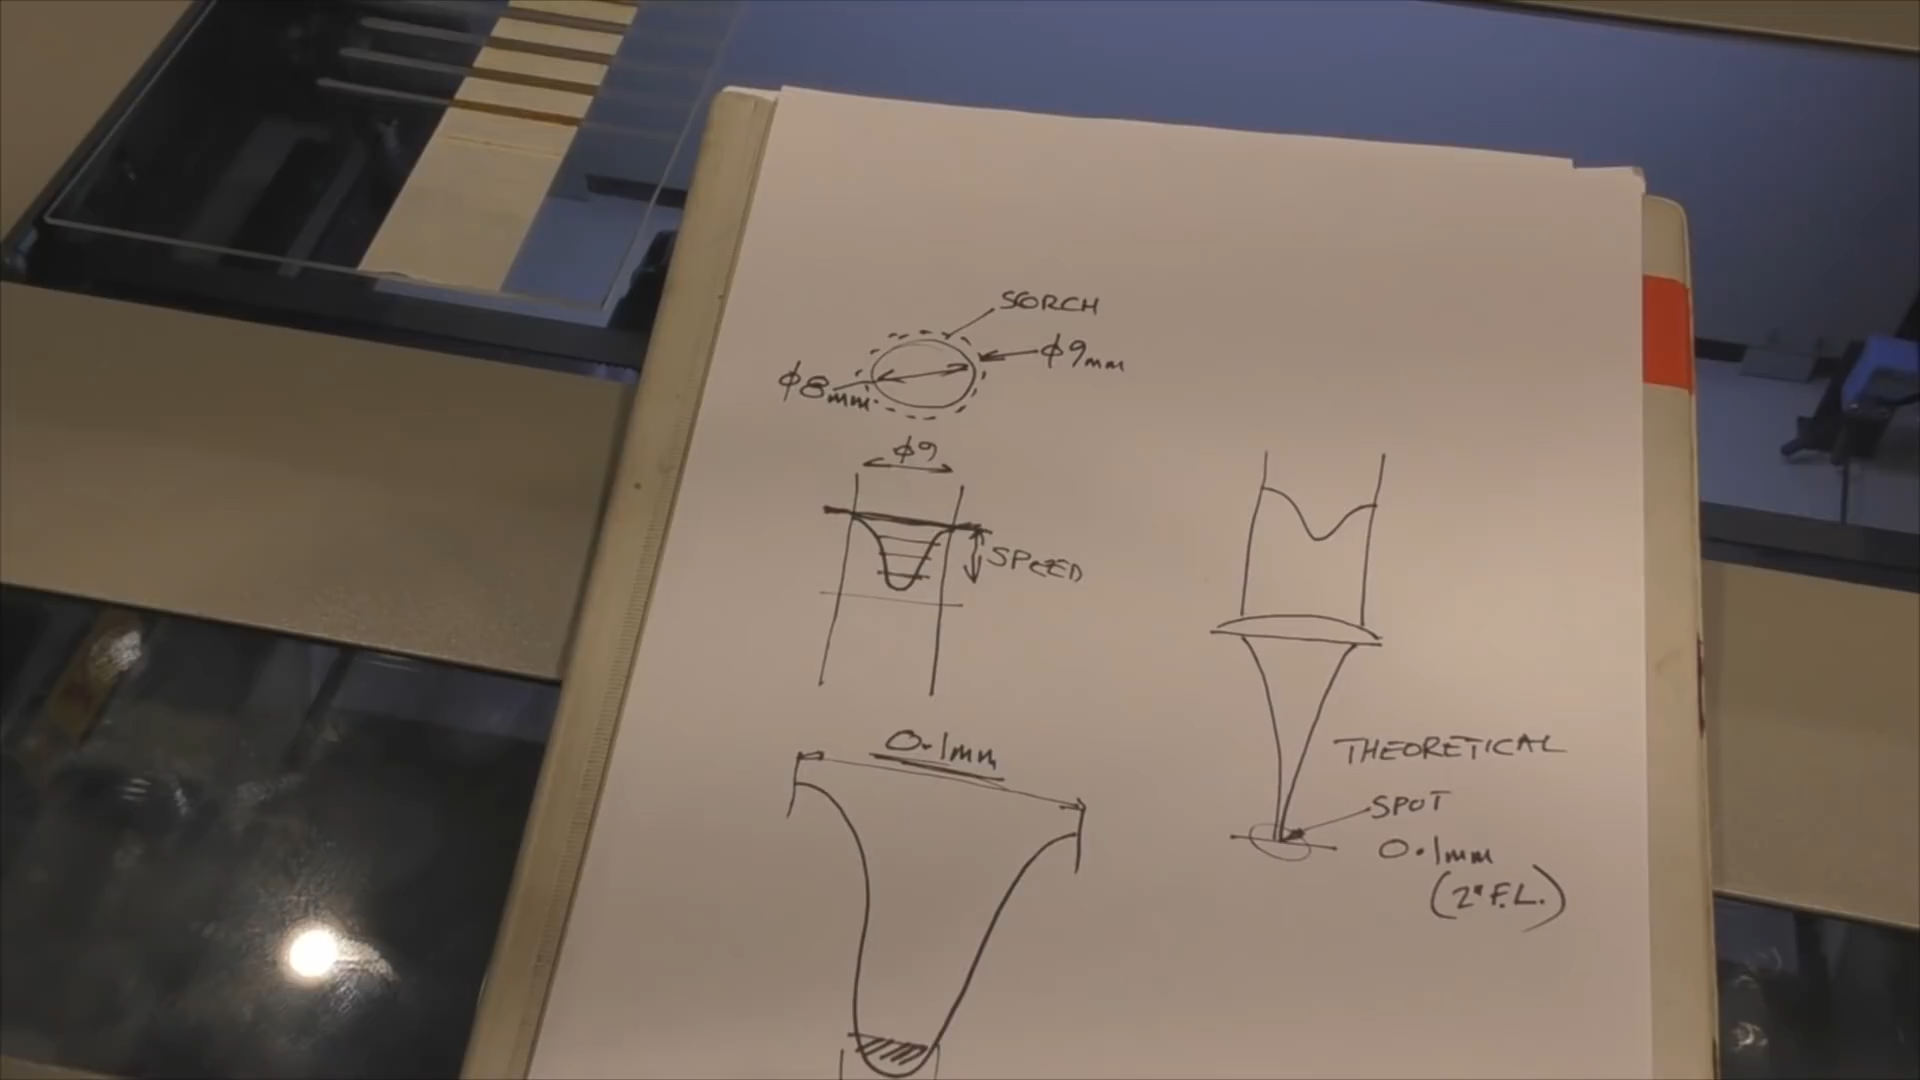 SCORCH
φ9mm
φ8mm
φ9
SPEED
0.1mm
THEORETICAL
SPOT
0.1mm
(2" F.L.)